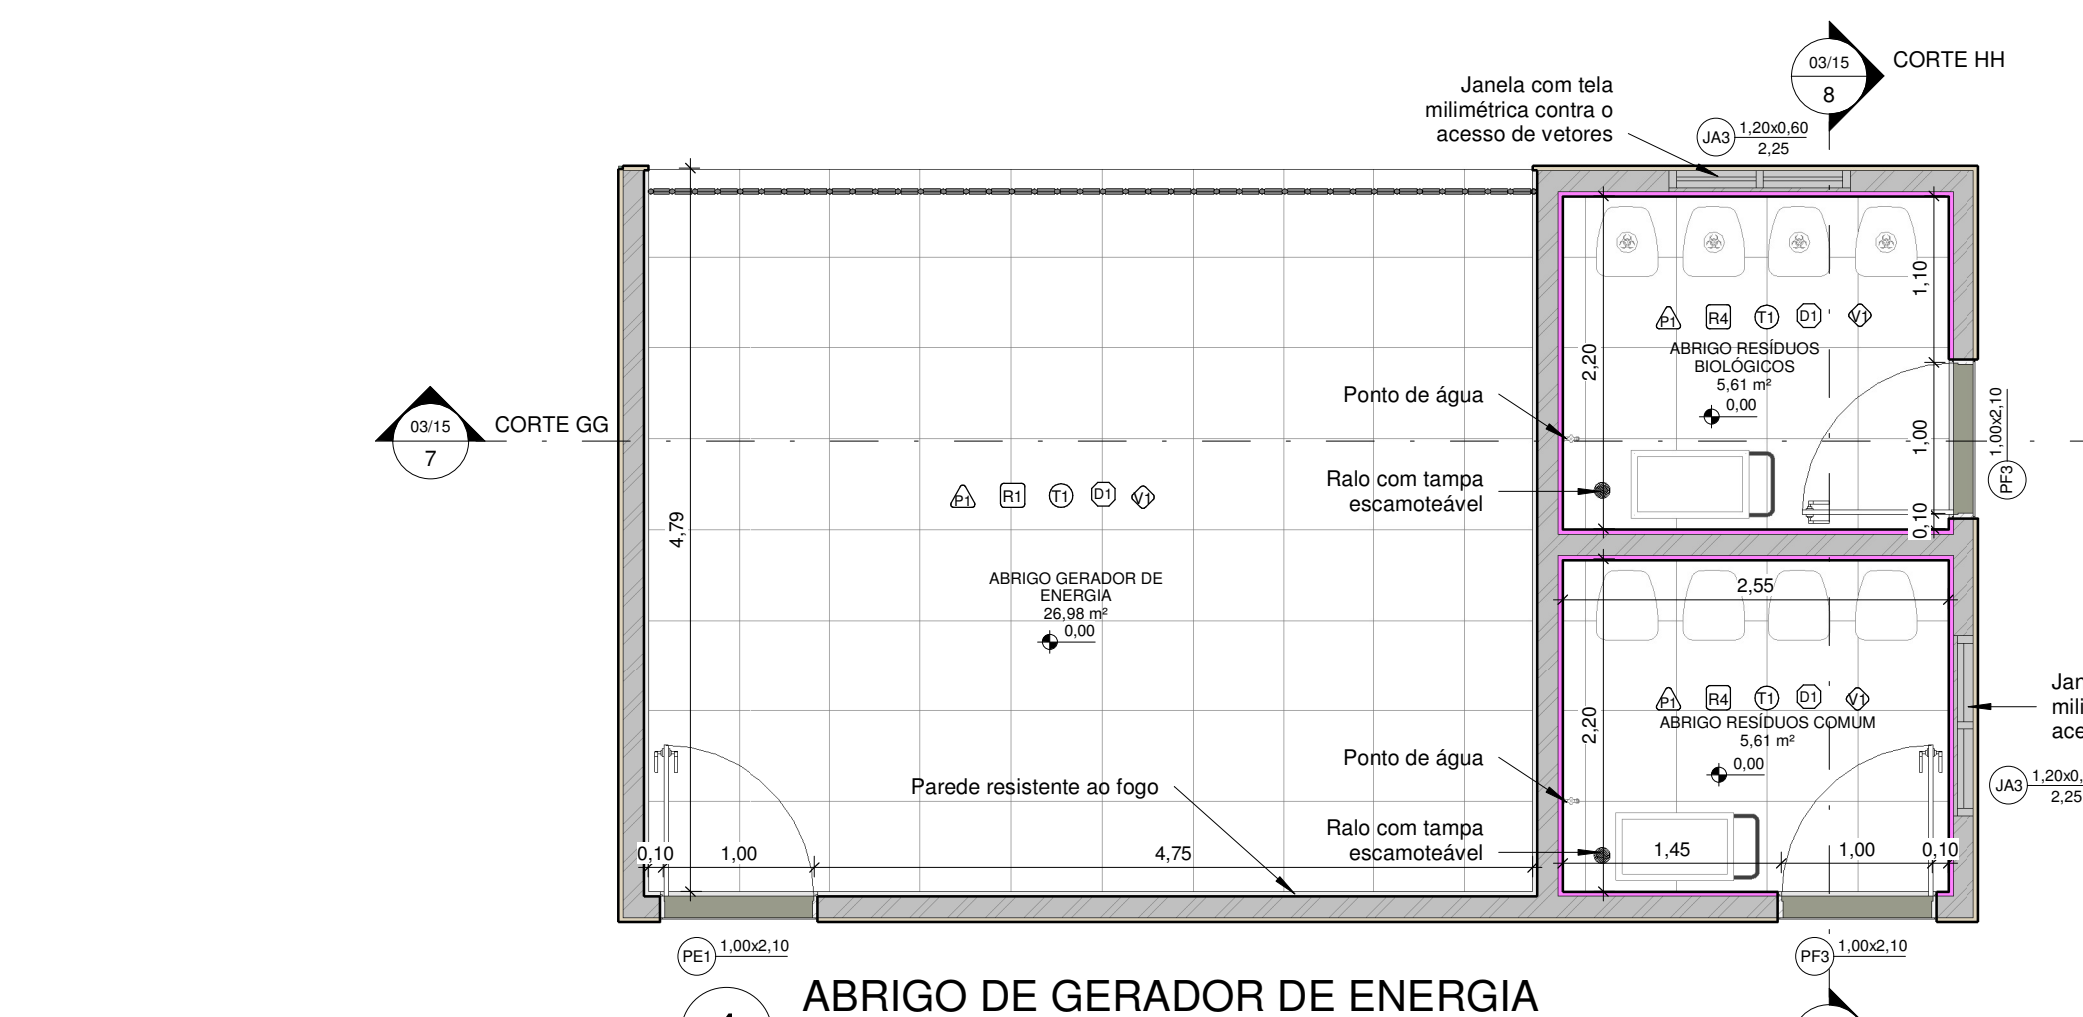 03/15
8
CORTE HH
Janela com tela
milimétrica contra o
acesso de vetores
JA3
1,20x0,60
2,25
1,10
P1
R4
T1
D1
V1
ABRIGO RESÍDUOS
BIOLÓGICOS
5,61 m²
0,00
2,20
Ponto de água
03/15
7
CORTE GG
1,00
1,00x2,10
PF3
Ralo com tampa
escamoteável
0,10
P1
R1
T1
D1
V1
4,79
ABRIGO GERADOR DE
ENERGIA
26,98 m²
0,00
2,55
P1
R4
T1
D1
V1
ABRIGO RESÍDUOS COMUM
5,61 m²
0,00
2,20
Ponto de água
Parede resistente ao fogo
JA3
2,25
Ralo com tampa
escamoteável
0,10
1,00
4,75
1,45
1,00
0,10
PE1
1,00x2,10
PF3
1,00x2,10
ABRIGO DE GERADOR DE ENERGIA